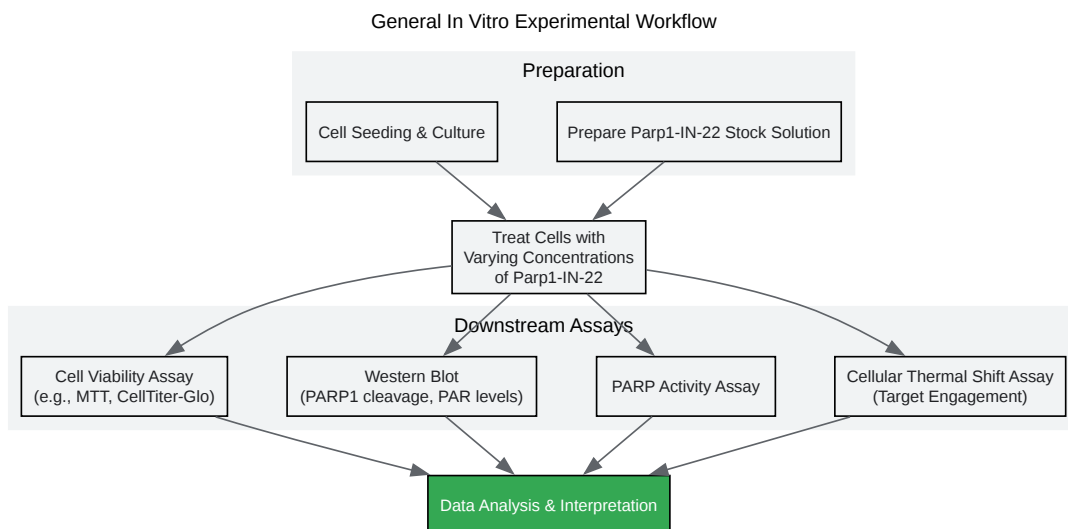 General In Vitro Experimental Workflow
Preparation
Cell Seeding & Culture
Prepare Parp1-IN-22 Stock Solution
Treat Cells with
Varying Concentrations
of Parp1-IN-22
Downstream Assays
Cell Viability Assay
(e.g., MTT, CellTiter-Glo)
Western Blot
(PARP1 cleavage, PAR levels)
PARP Activity Assay
Cellular Thermal Shift Assay
(Target Engagement)
Data Analysis & Interpretation